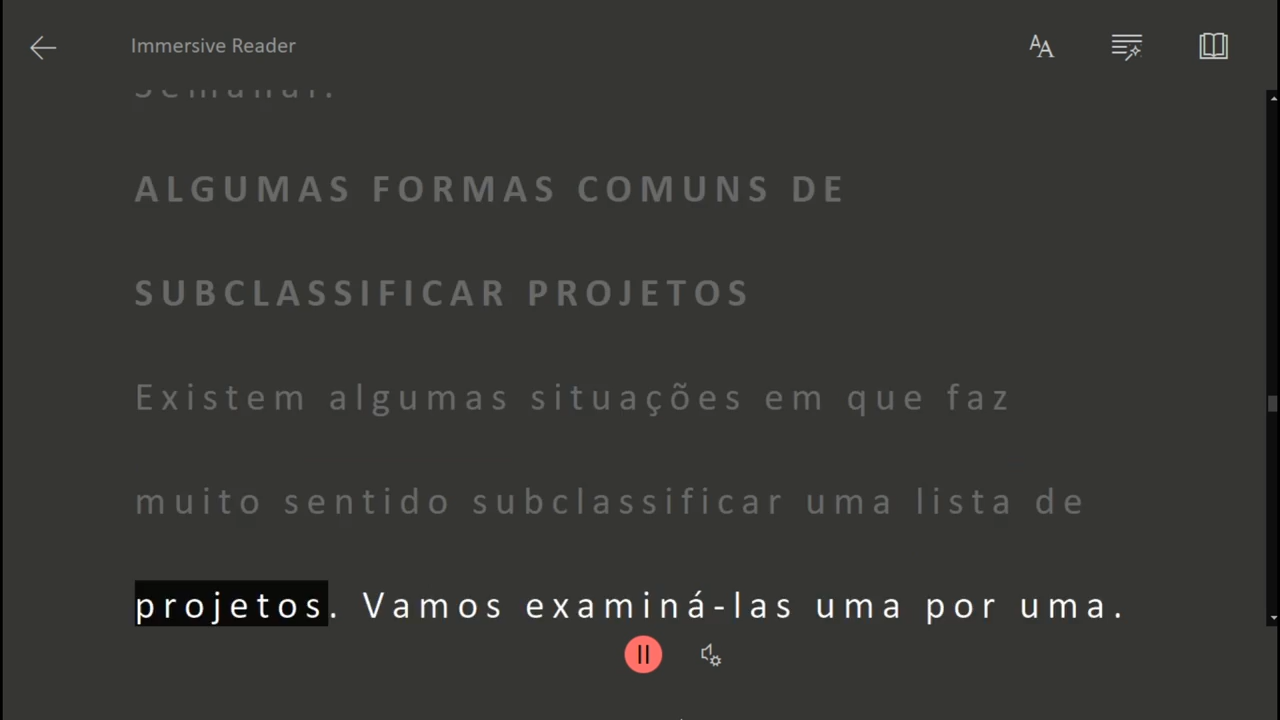 Immersive Reader
ALGUMAS FORMAS COMUNS DE
SUBCLASSIFICAR PROJETOS
Existem algumas situações em que faz
muito sentido subclassificar uma lista de
projetos. Vamos examiná-las uma por uma.